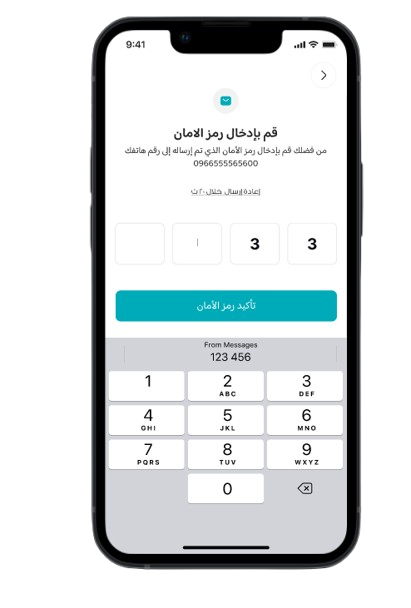 9:41
قم بإدخال رمز الامان
من فضلك قم بإدخال رمز الأمان الذي تم إرساله إلى رقم هاتفك
0966555565600
إعادة إرسال خلال ٢٠ ث
3 3
تأكيد رمز الأمان
From Messages
123 456
1 2 3
ABC DEF
4 5 6
GHI JKL MNO
7 8 9
PQRS TUV WXYZ
0